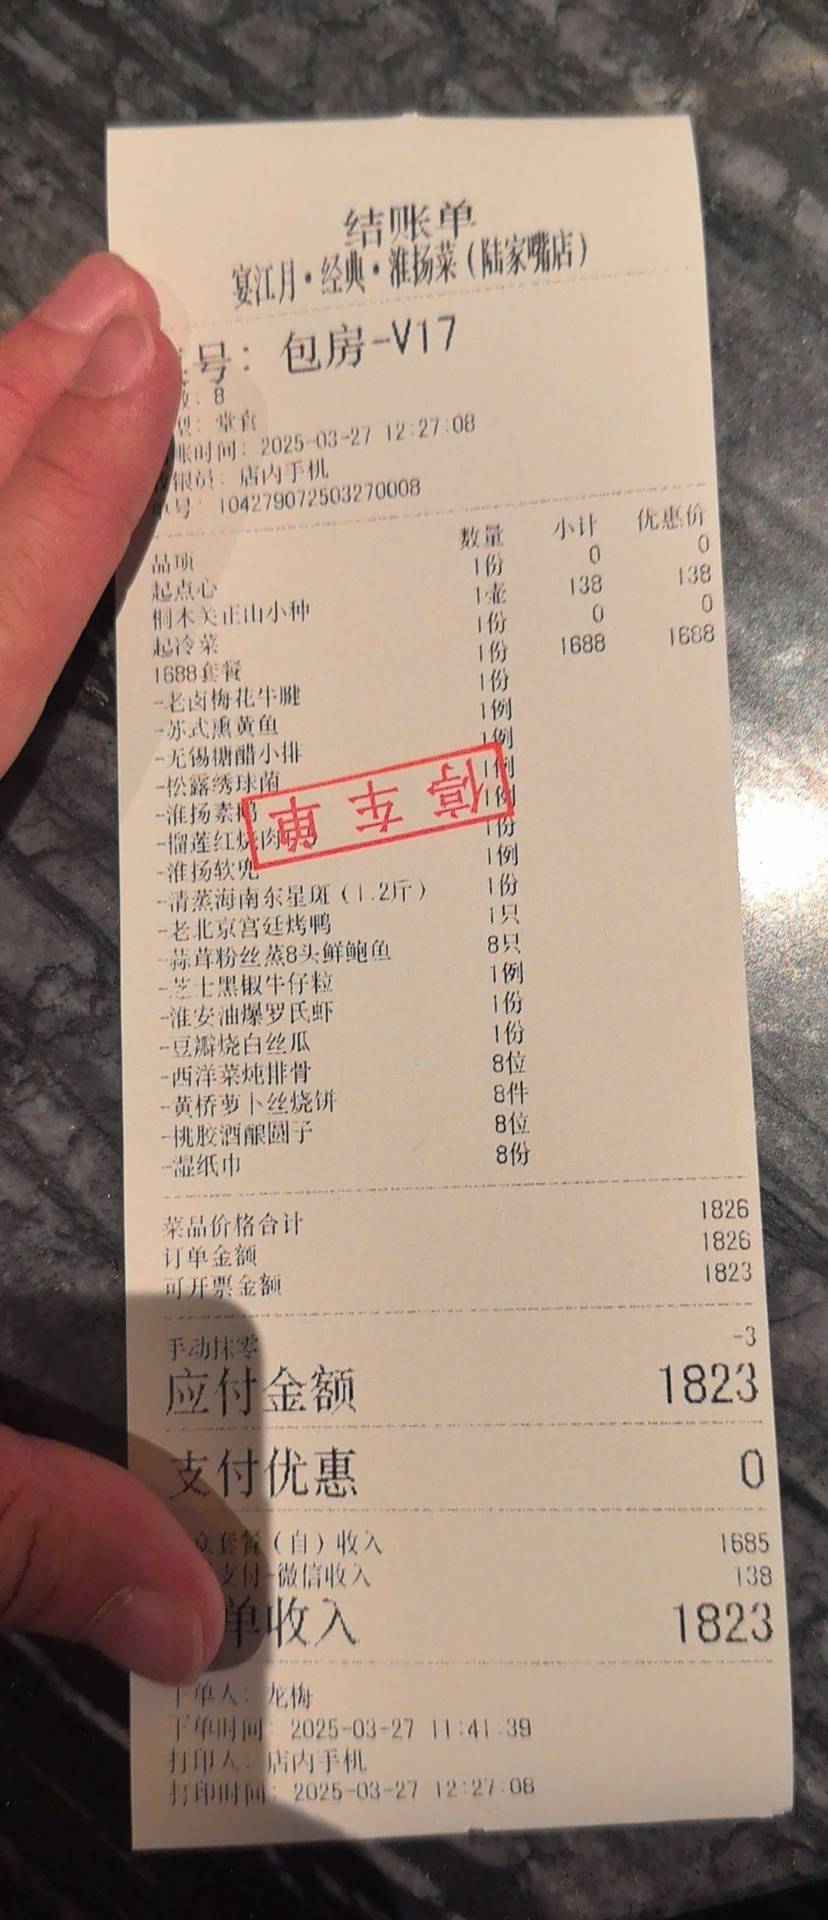 结账单
宴江月·经典·淮扬菜(陆家嘴店)
号: 包房-V17
: 8
型: 堂食
账时间: 2025-03-27 12:27:08
银员: 店内手机
单号: 104279072503270008
品项 数量 小计 优惠价
起点心 1份 0 0
桐木关正山小种 1壶 138 138
起冷菜 1份 0 0
1688套餐 1份 1688 1688
-老卤梅花牛腱 1份
-苏式熏黄鱼 1例
-无锡糖醋小排 1例
-松露绣球菌 1例
-淮扬素 1例
-榴莲红烧肉 1份
-淮扬软兜 1例
-清蒸海南东星斑(1.2斤) 1份
-老北京宫廷烤鸭 1只
-蒜茸粉丝蒸8头鲜鲍鱼 8只
-芝士黑椒牛仔粒 1例
-淮安油爆罗氏虾 1份
-豆瓣烧白丝瓜 1份
-西洋菜炖排骨 8位
-黄桥萝卜丝烧饼 8件
-桃胶酒酿圆子 8位
-湿纸巾 8份
停车单
菜品价格合计 1826
订单金额 1826
可开票金额 1823
手动抹零 -3
应付金额 1823
支付优惠 0
套餐(自)收入 1685
支付-微信收入 138
单收入 1823
下单人: 龙梅
下单时间: 2025-03-27 11:41:39
打印人: 店内手机
打印时间: 2025-03-27 12:27:08